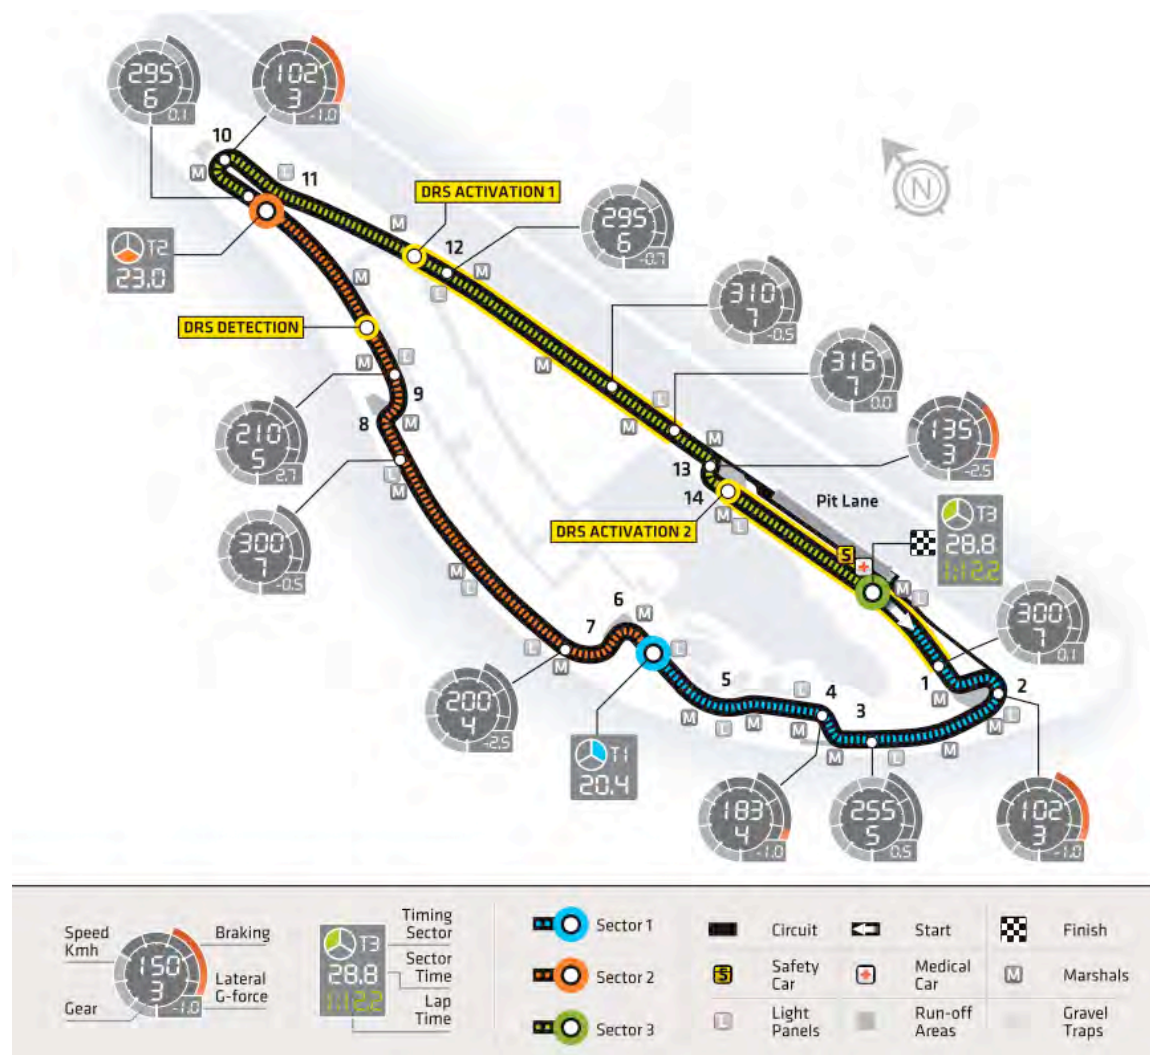 295
6
0.1
102
3
-1.0
10
M
L
11
N
DRS ACTIVATION 1
M
295
6
-0.7
T2
23.0
12
M
L
310
7
-0.5
M
DRS DETECTION
M
L
M
316
7
0.0
L
M
M
210
5
2.7
9
8
M
135
3
-2.5
13
14
L
M
Pit Lane
M
L
DRS ACTIVATION 2
T3
28.8
1:12.2
S
300
7
-0.5
M
L
M
L
300
7
0.1
6
M
7
L
M
L
1
M
2
L
M
5
4
L
3
200
4
-2.5
M
L
M
M
M
L
M
T1
20.4
183
4
-1.0
255
5
0.5
102
3
-1.0
Speed
Kmh
Braking
150
3
-1.0
Gear
Lateral
G-force
T3
28.8
1:12.2
Timing
Sector
Sector
Time
Lap
Time
Sector 1
Sector 2
Sector 3
Circuit
Start
Finish
S
Safety
Car
Medical
Car
M
Marshals
L
Light
Panels
Run-off
Areas
Gravel
Traps